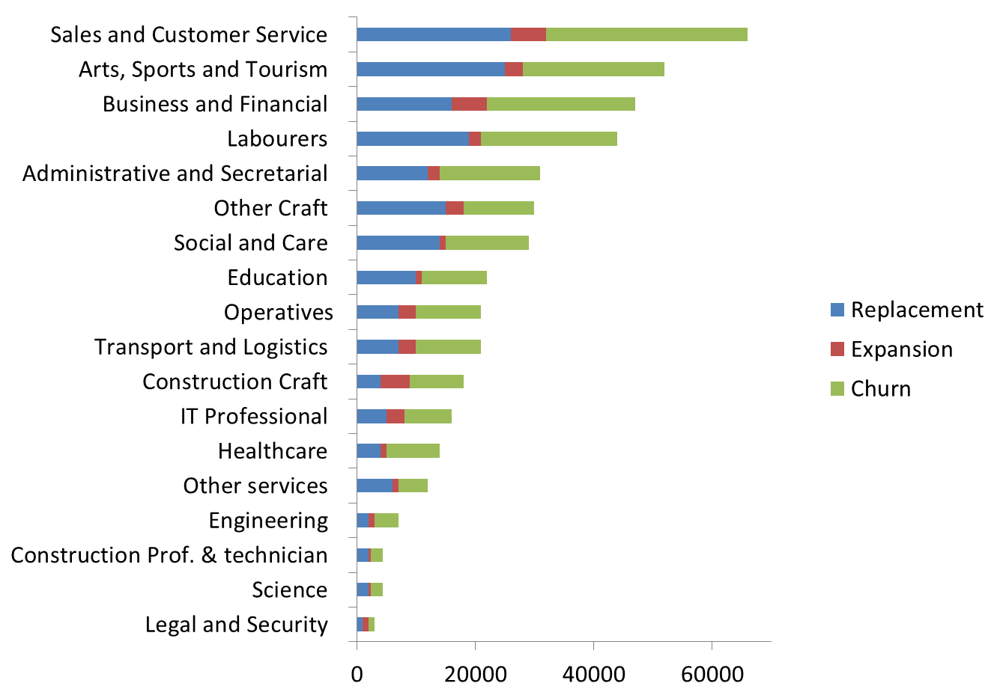 Sales and Customer Service
Arts, Sports and Tourism
Business and Financial
Labourers
Administrative and Secretarial
Other Craft
Social and Care
Education
Operatives
Transport and Logistics
Construction Craft
IT Professional
Healthcare
Other services
Engineering
Construction Prof. & technician
Science
Legal and Security
0 20000 40000 60000
Replacement
Expansion
Churn